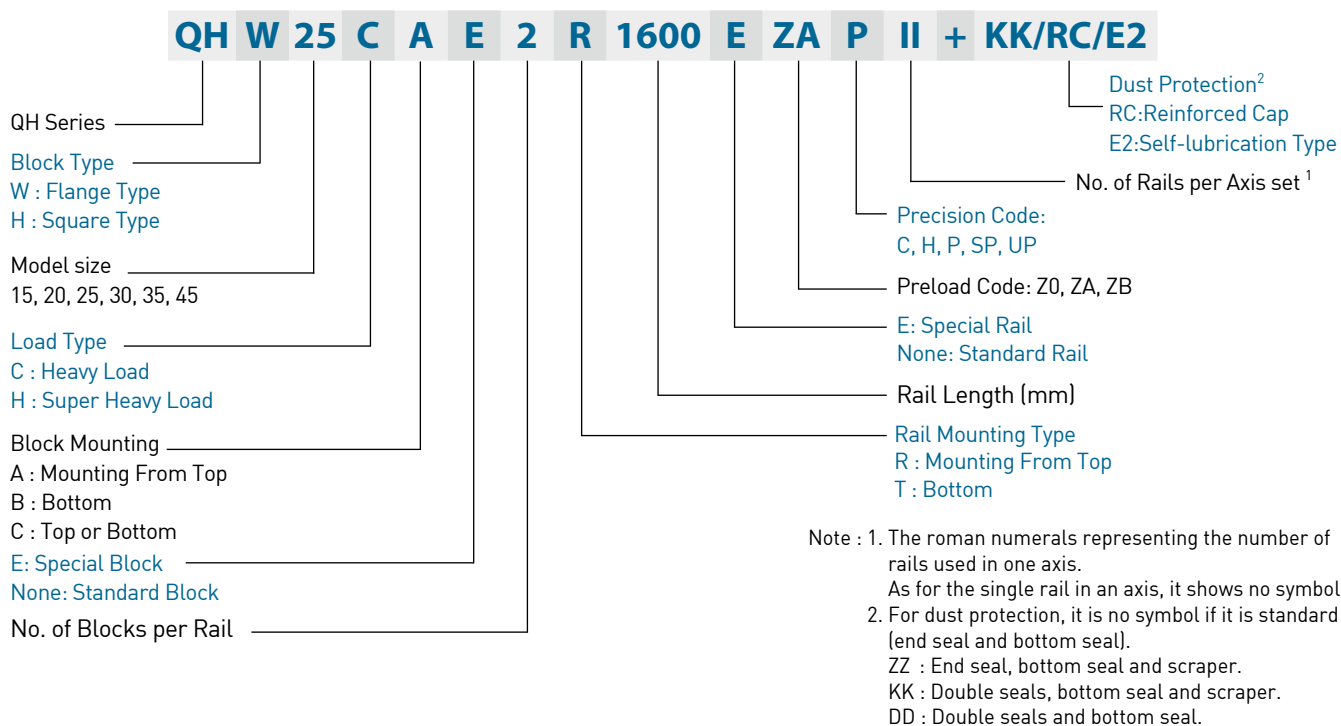 QH W 25 C A E 2 R 1600 E ZA P II + KK/RC/E2
QH Series
Block Type
W : Flange Type
H : Square Type
Model size
15, 20, 25, 30, 35, 45
Load Type
C : Heavy Load
H : Super Heavy Load
Block Mounting
A : Mounting From Top
B : Bottom
C : Top or Bottom
E: Special Block
None: Standard Block
No. of Blocks per Rail
Dust Protection2
RC:Reinforced Cap
E2:Self-lubrication Type
No. of Rails per Axis set 1
Precision Code:
C, H, P, SP, UP
Preload Code: Z0, ZA, ZB
E: Special Rail
None: Standard Rail
Rail Length (mm)
Rail Mounting Type
R : Mounting From Top
T : Bottom
Note : 1. The roman numerals representing the number of
rails used in one axis.
As for the single rail in an axis, it shows no symbol
2. For dust protection, it is no symbol if it is standard
(end seal and bottom seal).
ZZ : End seal, bottom seal and scraper.
KK : Double seals, bottom seal and scraper.
DD : Double seals and bottom seal.